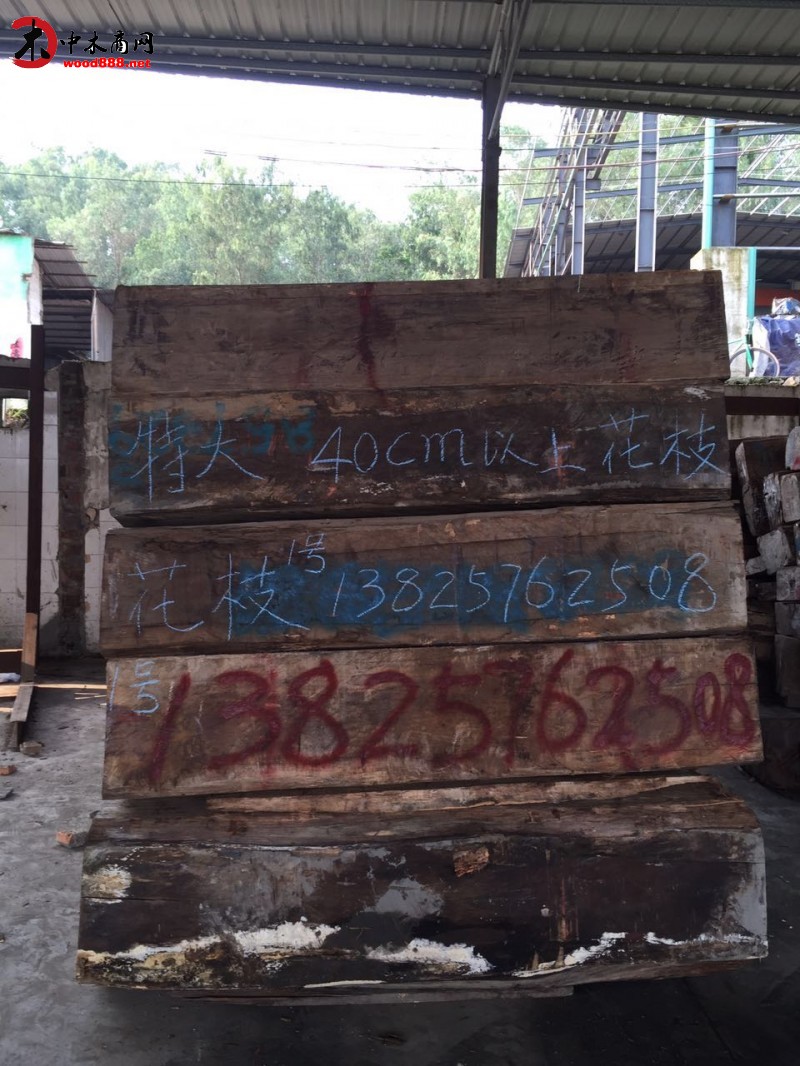 中木商网
wood888.net
特大 40cm以上花枝
花枝 1号 13825762508
1号 13825762508